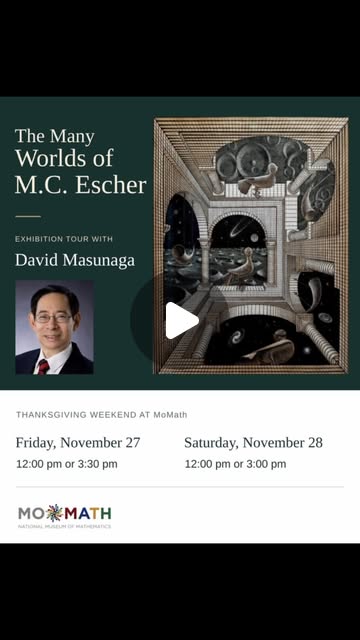 The Many
Worlds of
M.C. Escher
EXHIBITION TOUR WITH
David Masunaga
THANKSGIVING WEEKEND AT MoMath
Friday, November 27
Saturday, November 28
12:00 pm or 3:30 pm
12:00 pm or 3:00 pm
MOMATH
NATIONAL MUSEUM OF MATHEMATICS